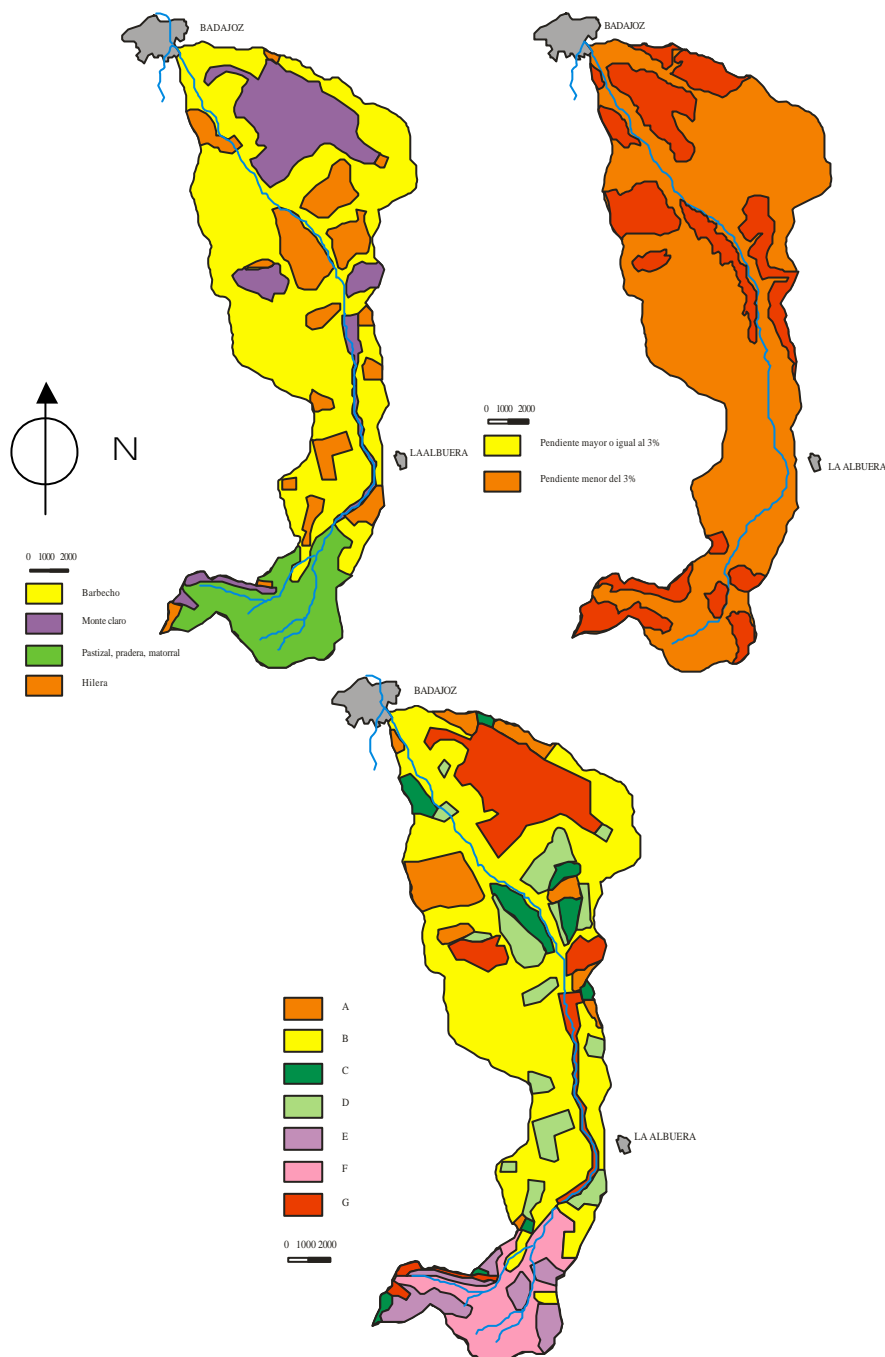 BADAJOZ
LAALBUERA
N
0 1000 2000
Barbecho
Monte claro
Pastizal, pradera, matorral
Hilera
BADAJOZ
0 1000 2000
Pendiente mayor o igual al 3%
Pendiente menor del 3%
LA ALBUERA
BADAJOZ
A
B
C
D
E
F
G
LA ALBUERA
0 1000 2000